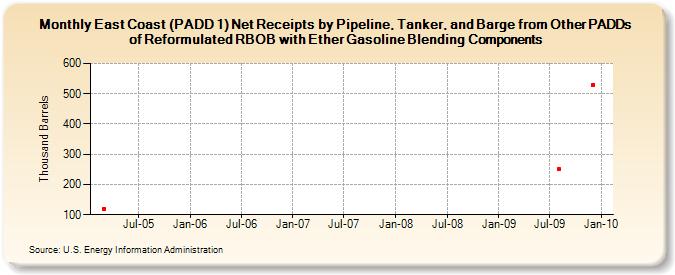 Monthly East Coast (PADD 1) Net Receipts by Pipeline, Tanker, and Barge from Other PADDs
of Reformulated RBOB with Ether Gasoline Blending Components
Thousand Barrels
600
500
400
300
200
100
Jul-05 Jan-06 Jul-06 Jan-07 Jul-07 Jan-08 Jul-08 Jan-09 Jul-09 Jan-10
Source: U.S. Energy Information Administration